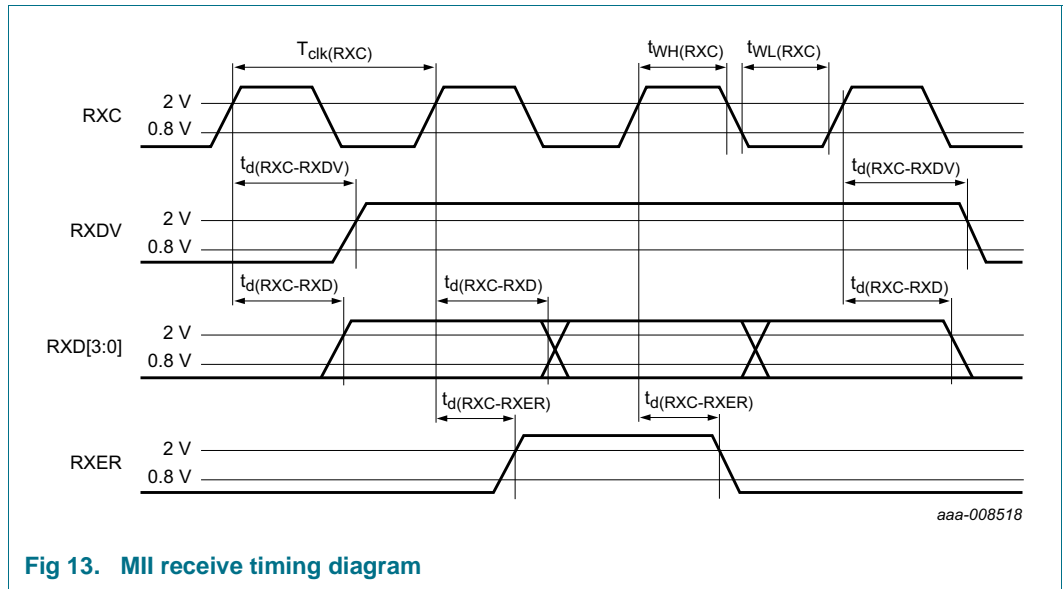 Tclk(RXC)
tWH(RXC) tWL(RXC)
RXC
2 V
0.8 V
td(RXC-RXDV) td(RXC-RXDV)
RXDV
2 V
0.8 V
td(RXC-RXD) td(RXC-RXD) td(RXC-RXD)
RXD[3:0]
2 V
0.8 V
td(RXC-RXER) td(RXC-RXER)
RXER
2 V
0.8 V
aaa-008518
Fig 13. MII receive timing diagram